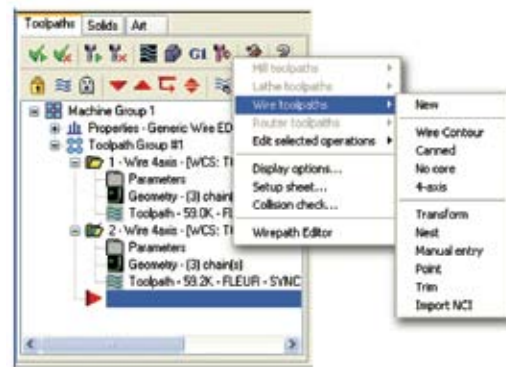 Toolpaths Solids Art
G1
Machine Group 1
Properties - Generic Wire ED
Toolpath Group #1
1 - Wire 4axis - [WCS: T
Parameters
Geometry - (3) chain(s)
Toolpath - 59.0K - FL
2 - Wire 4axis - [WCS: T
Parameters
Geometry - (3) chain(s)
Toolpath - 59.2K - FLEUR - SYNC
Mill toolpaths
Lathe toolpaths
Wire toolpaths
Router toolpaths
Edit selected operations
Display options...
Setup sheet...
Collision check...
Wirepath Editor
New
Wire Contour
Canned
No core
4-axis
Transform
Nest
Manual entry
Point
Trim
Import NCI